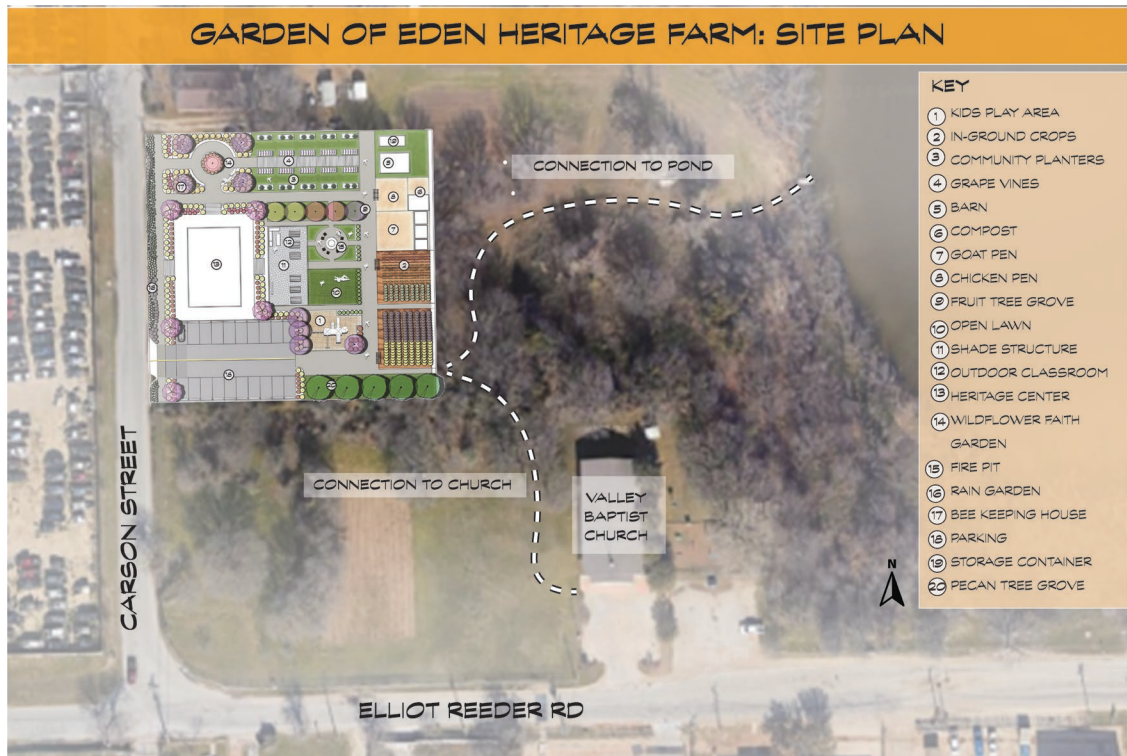 GARDEN OF EDEN HERITAGE FARM: SITE PLAN
KEY
1 KIDS PLAY AREA
2 IN-GROUND CROPS
3 COMMUNITY PLANTERS
4 GRAPE VINES
5 BARN
6 COMPOST
7 GOAT PEN
8 CHICKEN PEN
9 FRUIT TREE GROVE
10 OPEN LAWN
11 SHADE STRUCTURE
12 OUTDOOR CLASSROOM
13 HERITAGE CENTER
14 WILDFLOWER FAITH
GARDEN
15 FIRE PIT
16 RAIN GARDEN
17 BEE KEEPING HOUSE
18 PARKING
19 STORAGE CONTAINER
20 PECAN TREE GROVE
CONNECTION TO POND
CONNECTION TO CHURCH
VALLEY
BAPTIST
CHURCH
CARSON STREET
ELLIOT REEDER RD
N